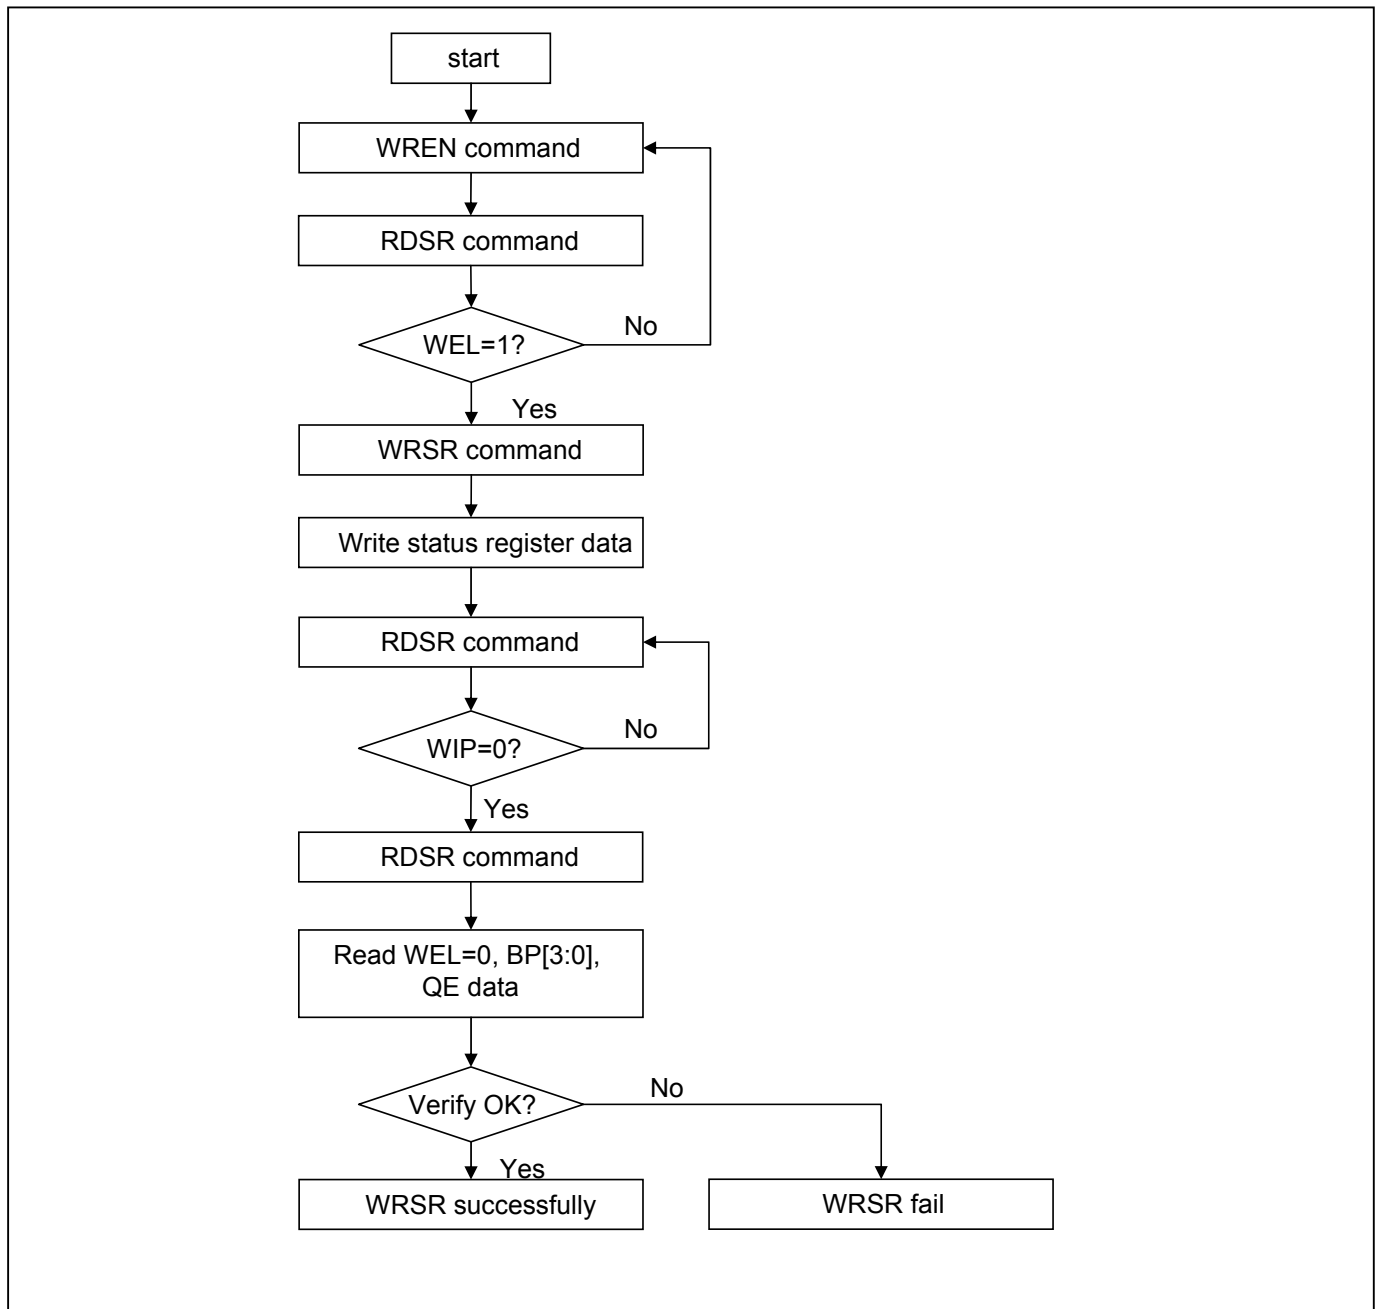 start
WREN command
RDSR command
WEL=1?
No
Yes
WRSR command
Write status register data
RDSR command
WIP=0?
No
Yes
RDSR command
Read WEL=0, BP[3:0],
QE data
Verify OK?
No
Yes
WRSR successfully
WRSR fail